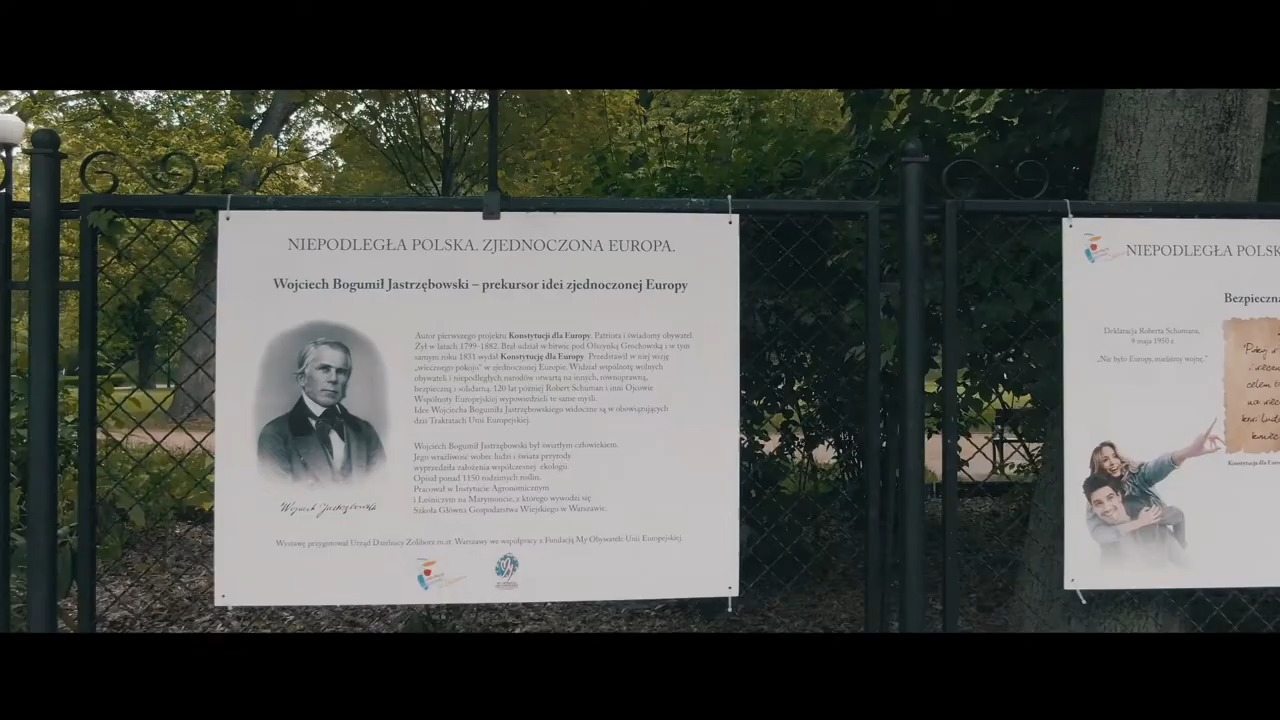 NIEPODLEGŁA POLSKA. ZJEDNOCZONA EUROPA.
Wojciech Bogumił Jastrzębowski – prekursor idei zjednoczonej Europy
Autor pierwszego projektu Konstytucji dla Europy. Patriota i świadomy obywatel.
Żył w latach 1799-1882. Brał udział w bitwie pod Olszynką Grochowską i w tym
samym roku 1831 wydał Konstytucję dla Europy. Przedstawił w niej wizję
„wiecznego pokoju” w zjednoczonej Europie. Widział wspólnotę wolnych
obywateli i niepodległych narodów otwartą na innych, równoprawną,
bezpieczną i solidarną. 120 lat później Robert Schuman i inni Ojcowie
Wspólnoty Europejskiej wypowiedzieli te same myśli.
Idee Wojciecha Bogumiła Jastrzębowskiego widoczne są w obowiązujących
dziś Traktatach Unii Europejskiej.
Wojciech Bogumił Jastrzębowski był światłym człowiekiem.
Jego wrażliwość wobec ludzi i świata przyrody
wyprzedziła założenia współczesnej ekologii.
Opisał ponad 1150 rodzimych roślin.
Pracował w Instytucie Agronomicznym
i Leśniczym na Marymoncie, z którego wywodzi się
Szkoła Główna Gospodarstwa Wiejskiego w Warszawie.
Wojciech Jastrzębowski
Wystawę przygotował Urząd Dzielnicy Żoliborz m.st. Warszawy we współpracy z Fundacją My Obywatele Unii Europejskiej.
NIEPODLEGŁA POLSK
Bezpieczn
Deklaracja Roberta Schumana,
9 maja 1950 r.
„Nie było Europy, mieliśmy wojnę.”
celem
Konstytucja dla Euro